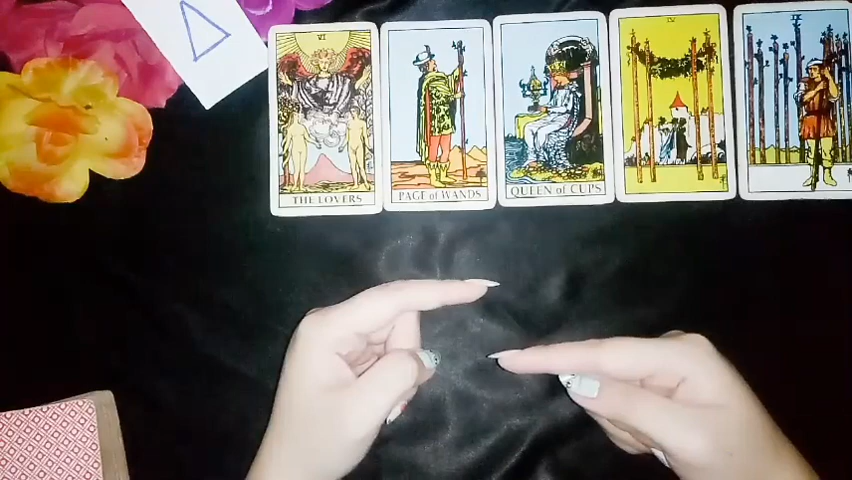 VI
THE LOVERS
PAGE of WANDS
QUEEN of CUPS
IV